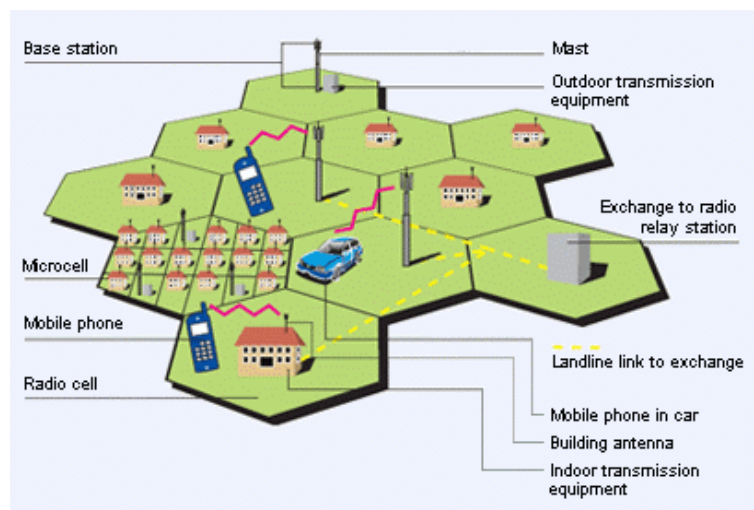 Base station
Mast
Outdoor transmission
equipment
Exchange to radio
relay station
Microcell
Mobile phone
Radio cell
Landline link to exchange
Mobile phone in car
Building antenna
Indoor transmission
equipment